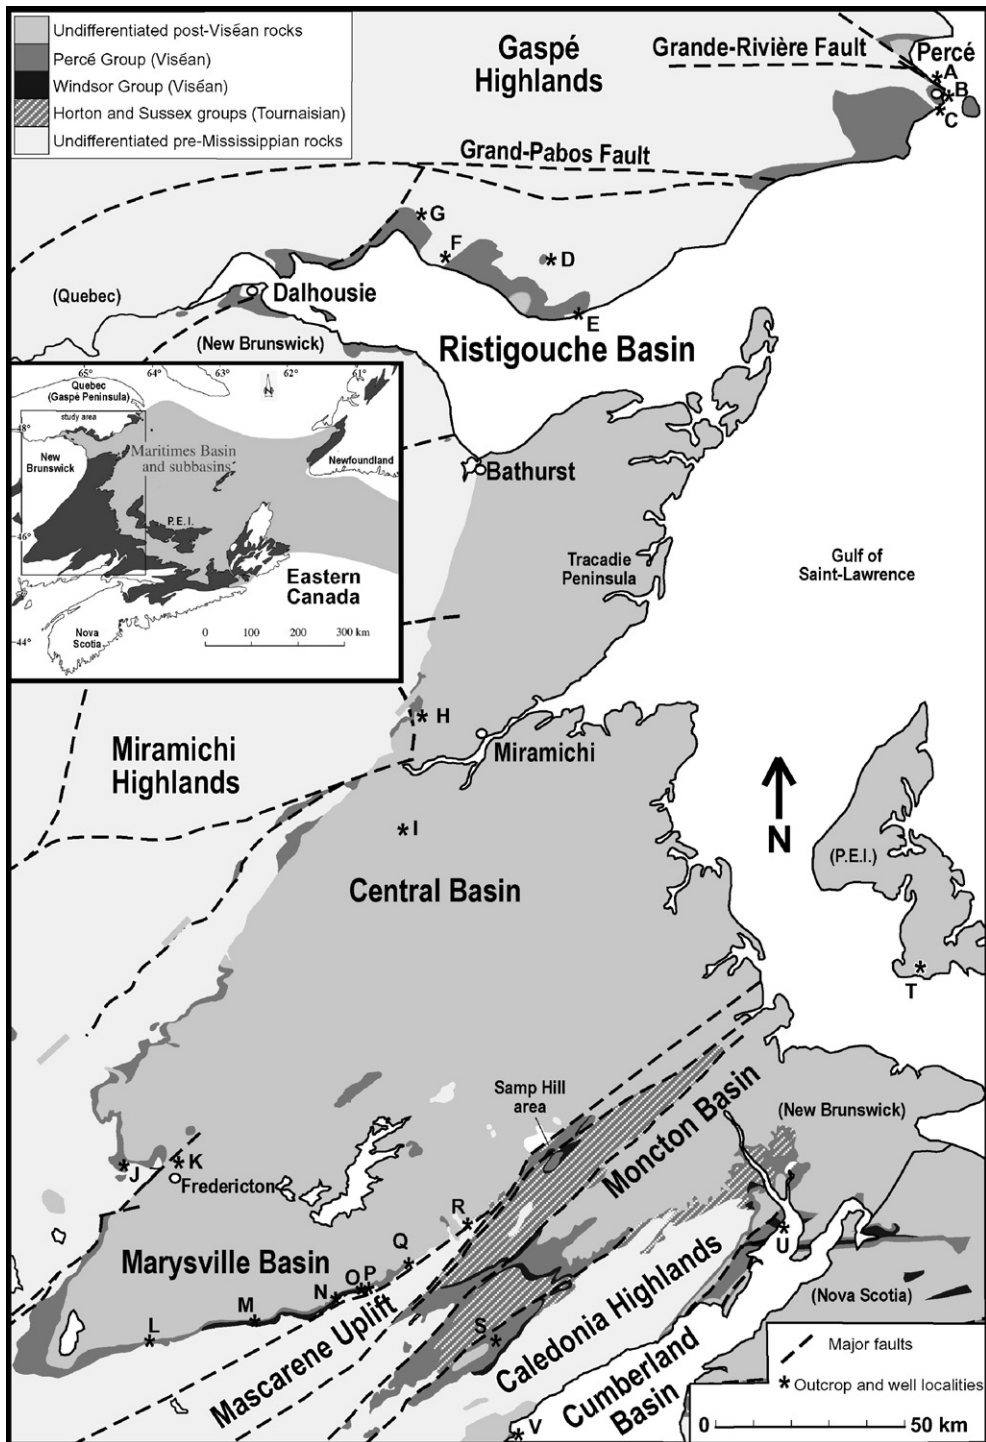 Undifferentiated post-Viséan rocks
Percé Group (Viséan)
Windsor Group (Viséan)
Horton and Sussex groups (Tournaisian)
Undifferentiated pre-Mississippian rocks
Gaspé
Highlands
Grande-Rivière Fault
Percé
A
B
C
Grand-Pabos Fault
G
F
D
E
(Quebec)
Dalhousie
(New Brunswick)
Ristigouche Basin
65°
64°
63°
62°
61°
Quebec
(Gaspé Peninsula)
N
study area
48°
New
Brunswick
Maritimes Basin
and subbasins
Newfoundland
P.E.I.
46°
Eastern
Canada
Nova
Scotia
44°
0 100 200 300 km
Bathurst
Tracadie
Peninsula
Gulf of
Saint-Lawrence
H
Miramichi
Miramichi
Highlands
N
I
(P.E.I.)
Central Basin
T
Samp Hill
area
Moncton Basin
(New Brunswick)
J
K
Fredericton
R
U
Q
Marysville Basin
O
P
N
M
L
Mascarene Uplift
S
Caledonia Highlands
(Nova Scotia)
Cumberland
Basin
V
Major faults
Outcrop and well localities
0 50 km